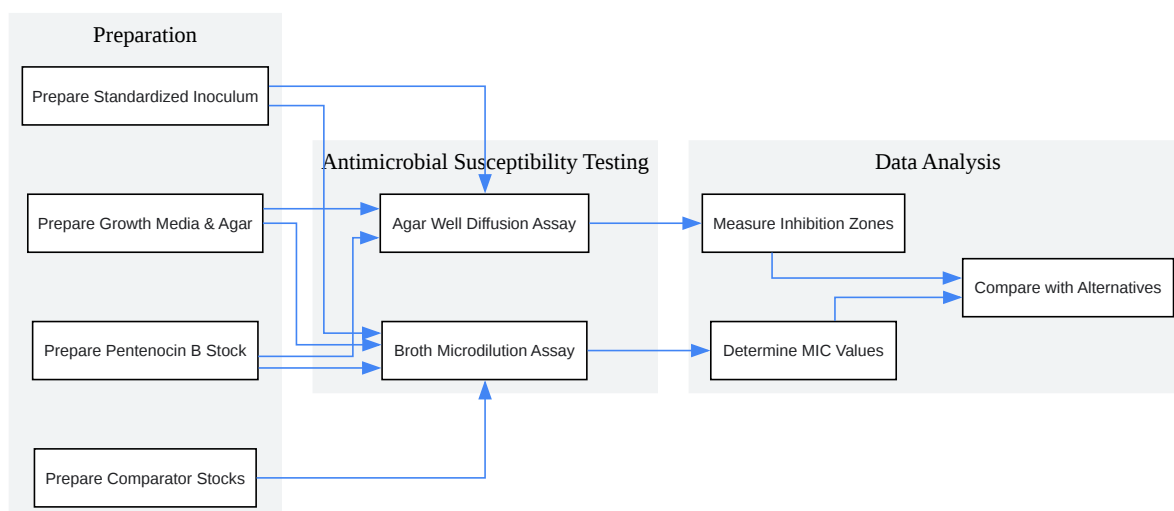 Preparation
Prepare Standardized Inoculum
Prepare Growth Media & Agar
Prepare Pentenocin B Stock
Prepare Comparator Stocks
Antimicrobial Susceptibility Testing
Agar Well Diffusion Assay
Broth Microdilution Assay
Data Analysis
Measure Inhibition Zones
Determine MIC Values
Compare with Alternatives